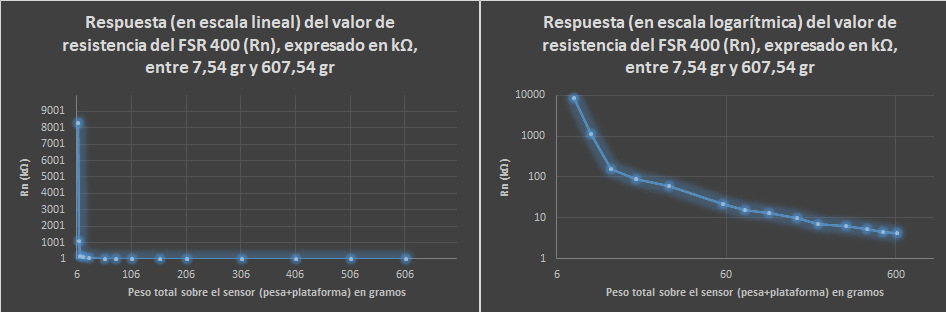 Respuesta (en escala lineal) del valor de
resistencia del FSR 400 (Rn), expresado en kΩ,
entre 7,54 gr y 607,54 gr
9001
8001
7001
6001
5001
4001
3001
2001
1001
1
Rn (kΩ)
6 106 206 306 406 506 606
Peso total sobre el sensor (pesa+plataforma) en gramos
Respuesta (en escala logarítmica) del valor de
resistencia del FSR 400 (Rn), expresado en kΩ,
entre 7,54 gr y 607,54 gr
10000
1000
100
10
1
Rn (kΩ)
6 60 600
Peso total sobre el sensor (pesa+plataforma) en gramos